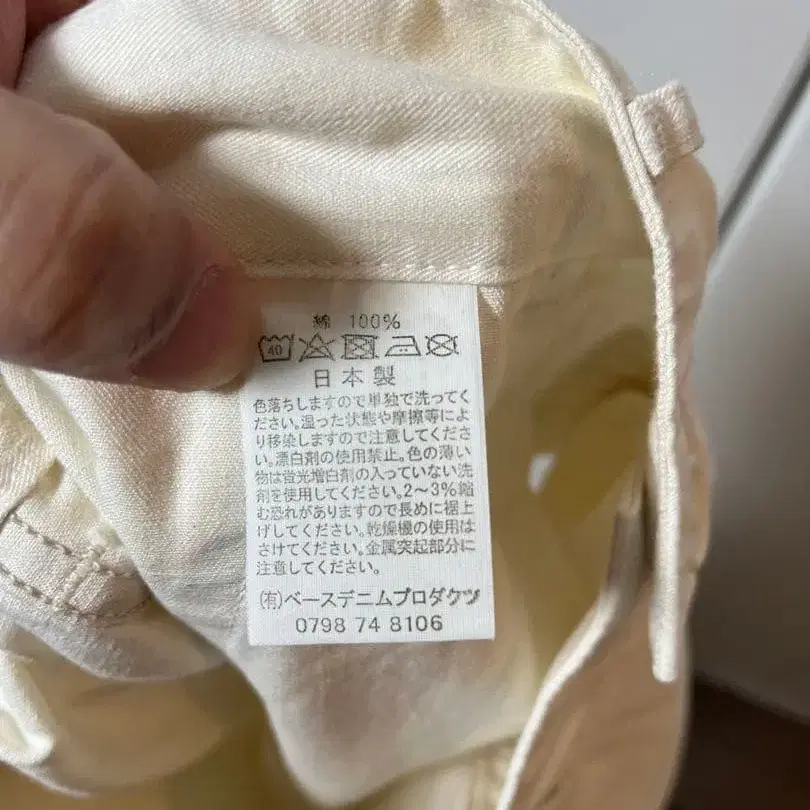 綿 100%
40
日本製
色落ちしますので単独で洗ってく
ださい。湿った状態や摩擦等によ
り移染しますので注意してくださ
い。漂白剤の使用禁止。色の薄い
物は蛍光増白剤の入っていない洗
剤を使用してください。2〜3%縮
む恐れがありますので長めに裾上
げしてください。乾燥機の使用は
さけてください。金属突起部分に
注意してください。
(有)ベースデニムプロダクツ
0798 74 8106